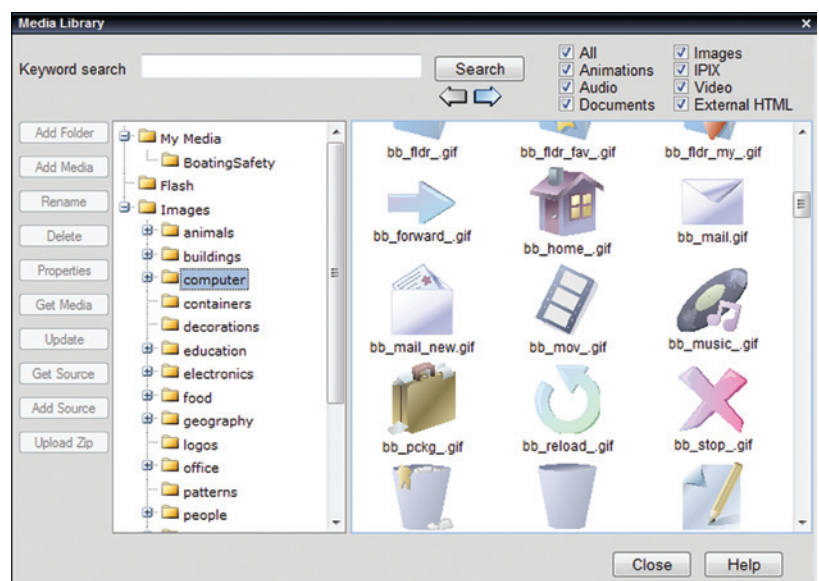 Media Library
Keyword search
Search
All
Animations
Audio
Documents
Images
IPIX
Video
External HTML
Add Folder
Add Media
Rename
Delete
Properties
Get Media
Update
Get Source
Add Source
Upload Zip
My Media
BoatingSafety
Flash
Images
animals
buildings
computer
containers
decorations
education
electronics
food
geography
logos
office
patterns
people
bb_fldr_.gif
bb_fldr_fav_.gif
bb_fldr_my_.gif
bb_forward_.gif
bb_home_.gif
bb_mail.gif
bb_mail_new.gif
bb_mov_.gif
bb_music_.gif
bb_pckg_.gif
bb_reload_.gif
bb_stop_.gif
Close
Help